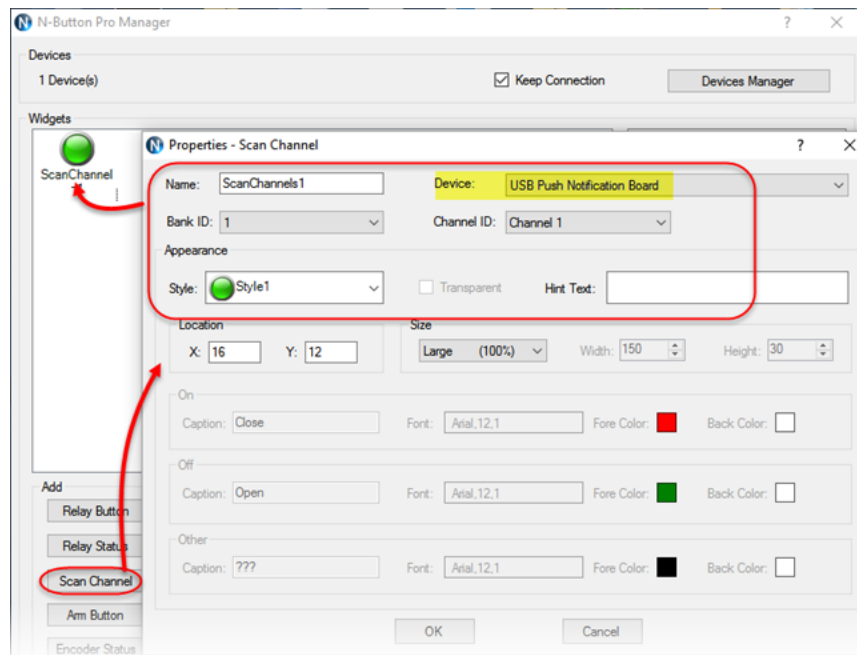 N-Button Pro Manager
Devices
1 Device(s) Keep Connection Devices Manager
Widgets
ScanChannel
Properties - Scan Channel
Name: ScanChannels1 Device: USB Push Notification Board
Bank ID: 1 Channel ID: Channel 1
Appearance
Style: Style1 Transparent Hint Text:
Location Size
X: 16 Y: 12 Large (100%) Width: 150 Height: 30
On
Caption: Close Font: Arial,12,1 Fore Color: Back Color:
Off
Caption: Open Font: Arial,12,1 Fore Color: Back Color:
Other
Caption: ??? Font: Arial,12,1 Fore Color: Back Color:
OK Cancel
Add
Relay Button
Relay Status
Scan Channel
Arm Button
Encoder Status